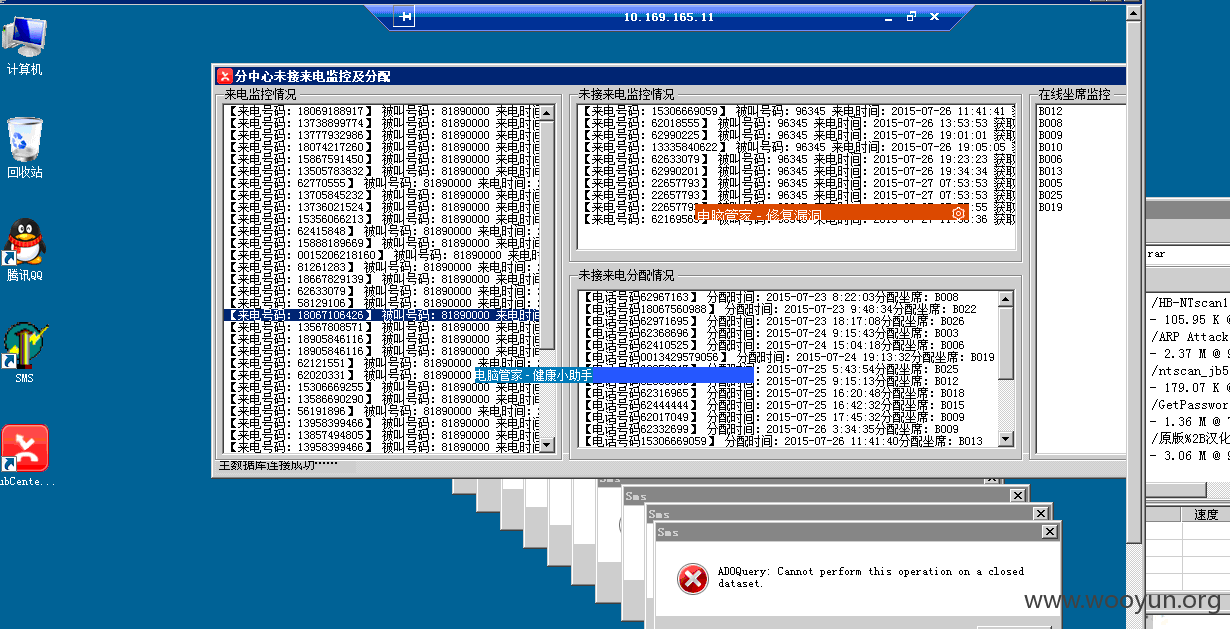 10.169.165.11
计算机
回收站
腾讯QQ
SMS
ubCente...
分中心未接来电监控及分配
来电监控情况
【来电号码：18069188917】 被叫号码：81890000 来电时间
【来电号码：13738899774】 被叫号码：81890000 来电时间
【来电号码：13777932986】 被叫号码：81890000 来电时间
【来电号码：18074217260】 被叫号码：81890000 来电时间
【来电号码：15867591450】 被叫号码：81890000 来电时间
【来电号码：13505783832】 被叫号码：81890000 来电时间
【来电号码：62770555】 被叫号码：81890000 来电时间：
【来电号码：13705845232】 被叫号码：81890000 来电时间
【来电号码：13736021524】 被叫号码：81890000 来电时间
【来电号码：15356066213】 被叫号码：81890000 来电时间
【来电号码：62415848】 被叫号码：81890000 来电时间：
【来电号码：15888189669】 被叫号码：81890000 来电时间
【来电号码：0015206218160】 被叫号码：81890000 来电
【来电号码：81261283】 被叫号码：81890000 来电时间：
【来电号码：18667829139】 被叫号码：81890000 来电时间
【来电号码：62633079】 被叫号码：81890000 来电时间：
【来电号码：58129106】 被叫号码：81890000 来电时间：
【来电号码：18067106426】 被叫号码：81890000 来电时间
【来电号码：13567808571】 被叫号码：81890000 来电时间
【来电号码：18905846116】 被叫号码：81890000 来电时间
【来电号码：18905846116】 被叫号码：81890000 来电时间
【来电号码：62121551】 被叫号码：81890000 来电时间：
【来电号码：62020331】 被叫号码：81890000
【来电号码：15306669255】 被叫号码：81890000 来电时间
【来电号码：13586690290】 被叫号码：81890000 来电时间
【来电号码：56191896】 被叫号码：81890000 来电时间：
【来电号码：13958399466】 被叫号码：81890000 来电时间
【来电号码：13857494805】 被叫号码：81890000 来电时间
【来电号码：13958399466】 被叫号码：81890000 来电时间
主数据库连接成功······
未接来电监控情况
【来电号码：15306669059】 被叫号码：96345 来电时间：2015-07-26 11:41:41
【来电号码：62018555】 被叫号码：96345 来电时间：2015-07-26 13:53:53 获取
【来电号码：62990225】 被叫号码：96345 来电时间：2015-07-26 19:01:01 获取
【来电号码：13335840622】 被叫号码：96345 来电时间：2015-07-26 19:05:05
【来电号码：62633079】 被叫号码：96345 来电时间：2015-07-26 19:23:23 获取
【来电号码：62990201】 被叫号码：96345 来电时间：2015-07-26 19:34:34 获取
【来电号码：22657793】 被叫号码：96345 来电时间：2015-07-27 07:53:53 获取
【来电号码：22657793】 被叫号码：96345 来电时间：2015-07-27 07:53:53 获取
【来电号码：2265779
获取
【来电号码：6216956
获取
电脑管家 - 修复漏洞
未接来电分配情况
【电话号码62967163】 分配时间：2015-07-23 8:22:03分配坐席：B008
【电话号码18067560988】 分配时间：2015-07-23 9:48:34分配坐席：B022
【电话号码62971695】 分配时间：2015-07-23 18:17:08分配坐席：B026
【电话号码62368696】 分配时间：2015-07-24 9:15:43分配坐席：B003
【电话号码62410525】 分配时间：2015-07-24 15:04:18分配坐席：B006
【电话号码0013429579056】 分配时间：2015-07-24 19:13:32分配坐席：B019
5:43:54分配坐席：B025
9:15:13分配坐席：B012
电脑管家 - 健康小助手
【电话号码62316965】 分配时间：2015-07-25 16:20:48分配坐席：B018
【电话号码62444444】 分配时间：2015-07-25 16:42:32分配坐席：B015
【电话号码62017049】 分配时间：2015-07-25 17:45:32分配坐席：B009
【电话号码62332699】 分配时间：2015-07-26 3:34:35分配坐席：B009
【电话号码15306669059】 分配时间：2015-07-26 11:41:40分配坐席：B013
在线坐席监控
B012
B008
B009
B010
B006
B013
B005
B025
B019
rar
/HB-NTscan1
- 105.95 K @
/ARP Attack
- 2.37 M @
/ntscan_jb5
- 179.07 K @
/GetPasswor
- 1.36 M @
/原版%2B汉化
- 3.06 M @
速度
Sms
Sms
Sms
Sms
ADOQuery: Cannot perform this operation on a closed
dataset.
www.wooyun.org